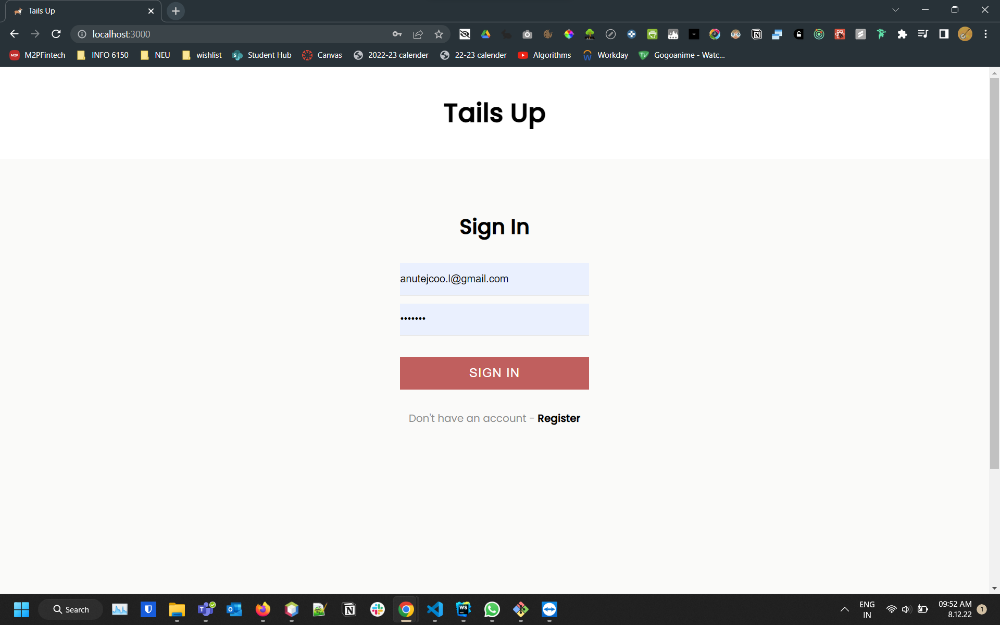 Tails Up
localhost:3000
M2PFintech
INFO 6150
NEU
wishlist
Student Hub
Canvas
2022-23 calender
22-23 calender
Algorithms
Workday
Gogoanime - Watc...
Tails Up
Sign In
anutejcoo.l@gmail.com
•••••••
SIGN IN
Don't have an account - Register
Search
ENG
IN
09:52 AM
8.12.22
1